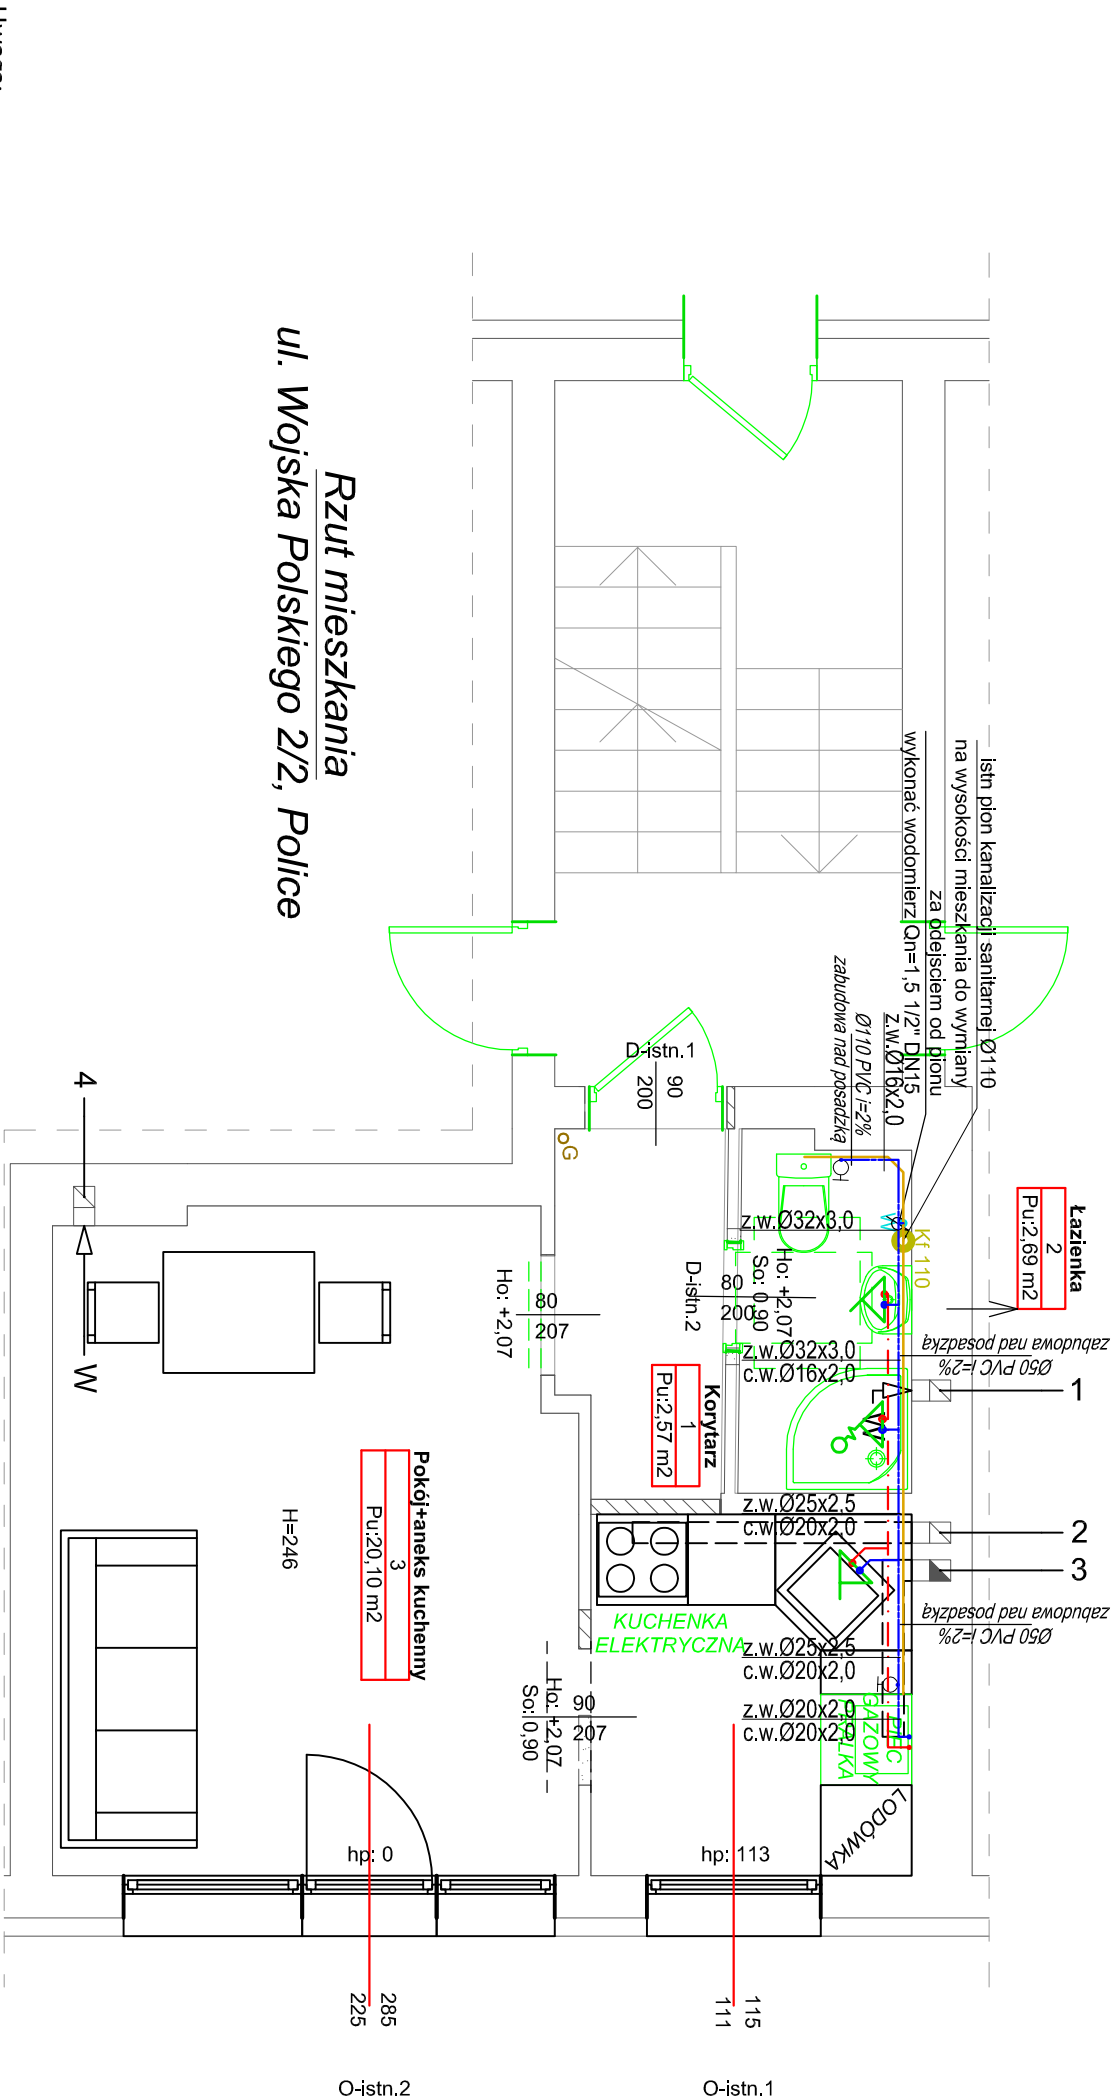 Rzut mieszkania
ul. Wojska Polskiego 2/2, Police
istn pion kanalizacji sanitarnej Ø110
na wysokości mieszkania do wymiany
za odejsciem od pionu
wykonać wodomierz Qn=1,5 1/2" DN15
z.w.Ø16x2,0
Ø110 PVC i=2%
zabudowa nad posadzką
D-istn.1
90
200
G
Łazienka
2
Pu:2,69 m2
Kf 110
W
z.w.Ø32x3,0
Ho: +2,07
So: 0,90
80
200
D-istn.2
z.w.Ø32x3,0
c.w.Ø16x2,0
zabudowa nad posadzką
Ø50 PVC i=2%
1
2
3
4
W
W
80
207
Ho: +2,07
Korytarz
1
Pu:2,57 m2
z.w.Ø25x2,5
c.w.Ø20x2,0
KUCHENKA
ELEKTRYCZNA
zabudowa nad posadzką
Ø50 PVC i=2%
z.w.Ø25x2,5
c.w.Ø20x2,0
z.w.Ø20x2,0
c.w.Ø20x2,0
PIEC
GAZOWY
PRALKA
LODÓWKA
Pokój+aneks kuchenny
3
Pu:20,10 m2
H=246
90
207
Ho: +2,07
So: 0,90
hp: 0
hp: 113
285
225
115
111
O-istn.2
O-istn.1